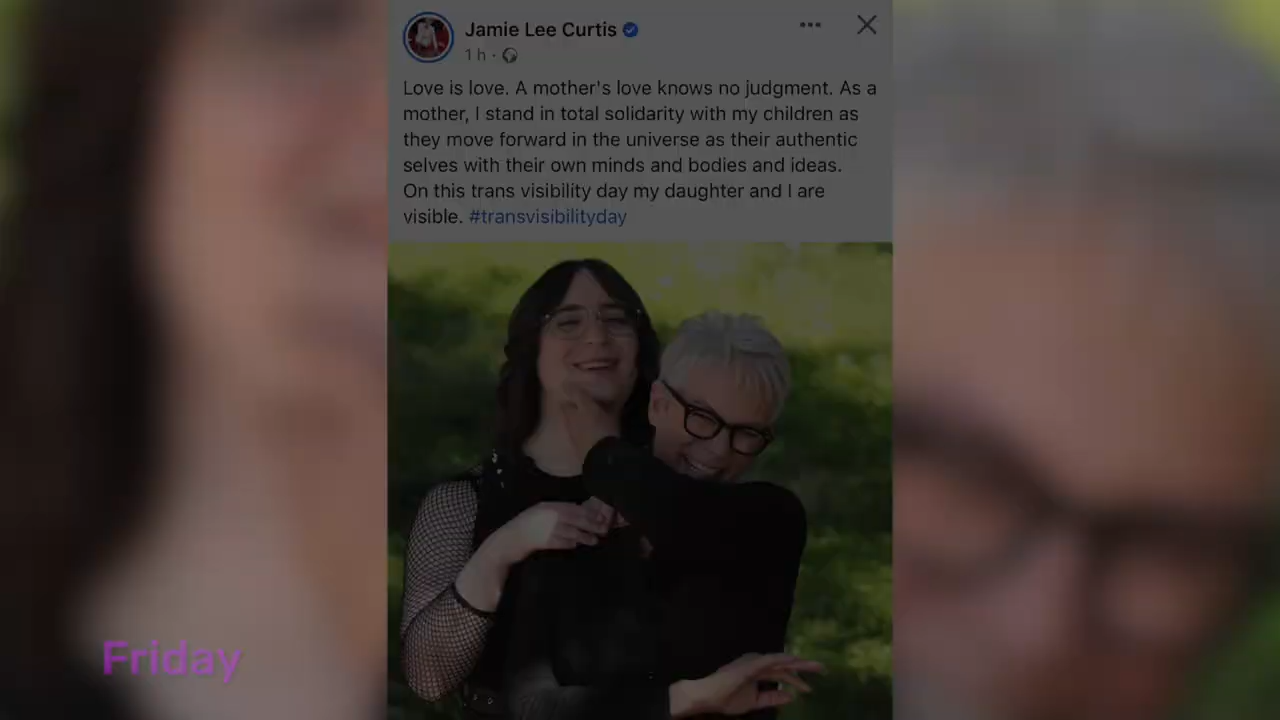 Jamie Lee Curtis
1 h ·
Love is love. A mother's love knows no judgment. As a
mother, I stand in total solidarity with my children as
they move forward in the universe as their authentic
selves with their own minds and bodies and ideas.
On this trans visibility day my daughter and I are
visible. #transvisibilityday
Friday